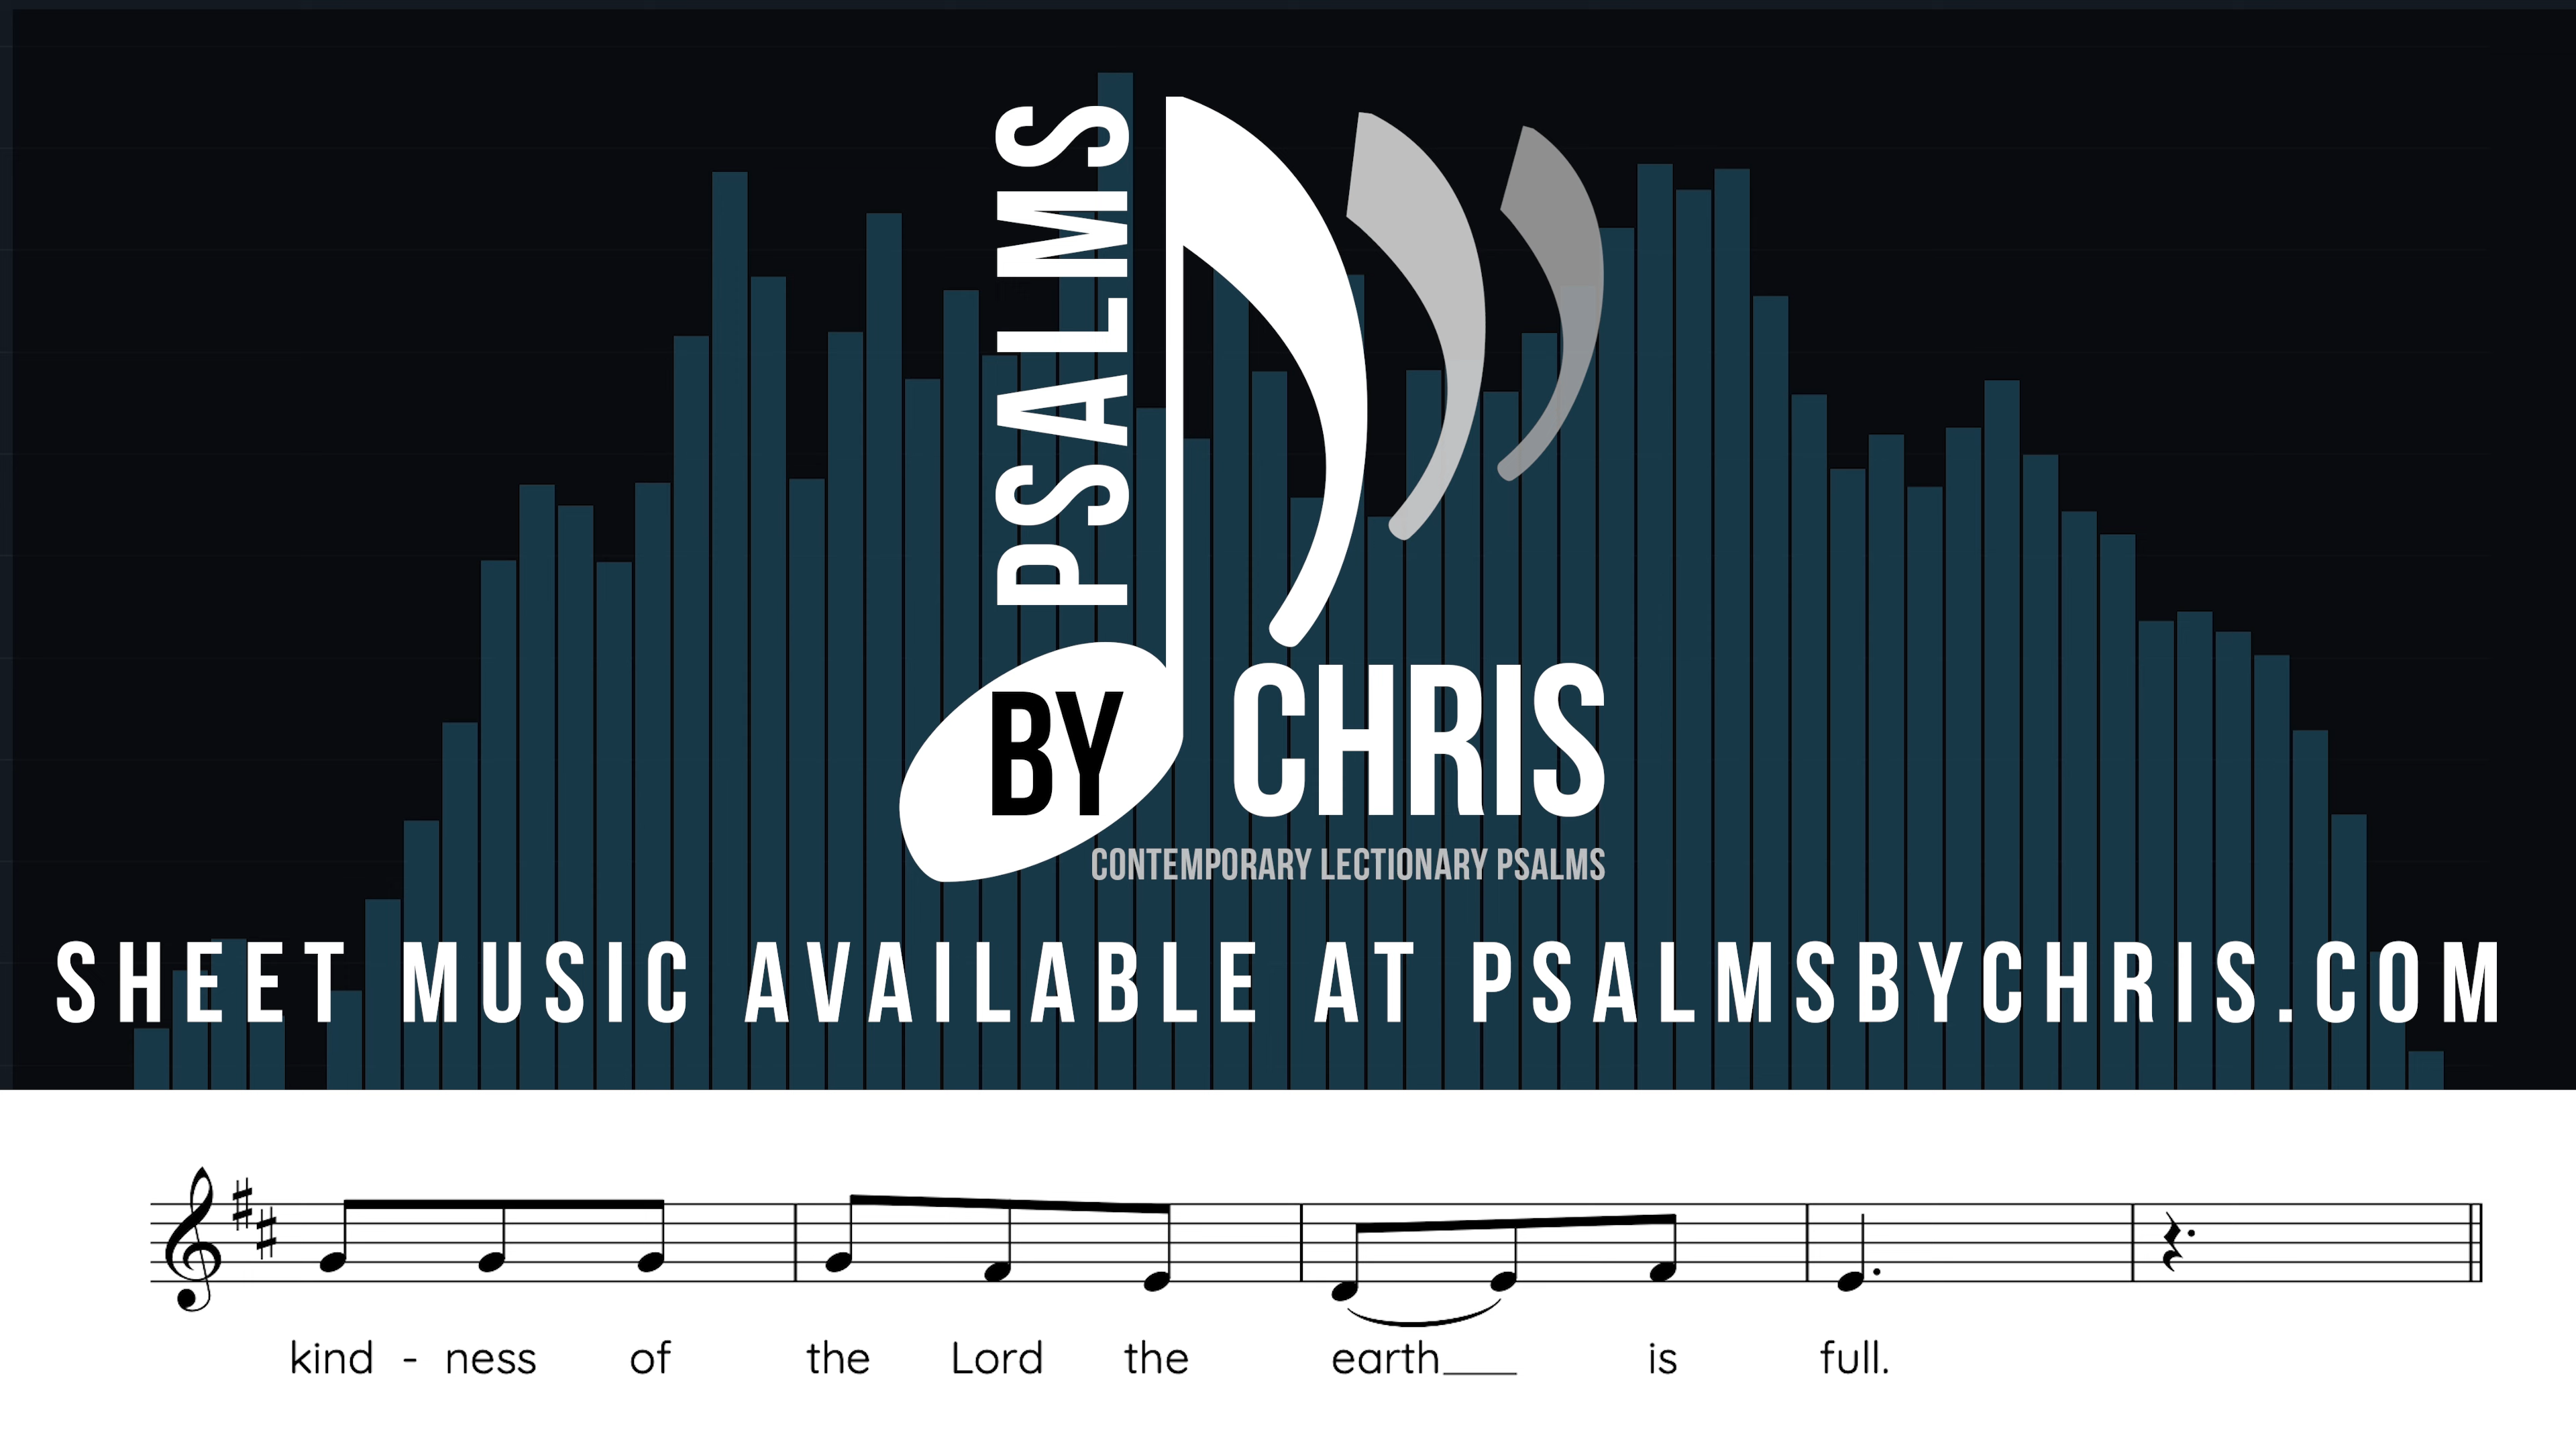 PSALMS
BY CHRIS
CONTEMPORARY LECTIONARY PSALMS
SHEET MUSIC AVAILABLE AT PSALMSBYCHRIS.COM
kind - ness of the Lord the earth___ is full.